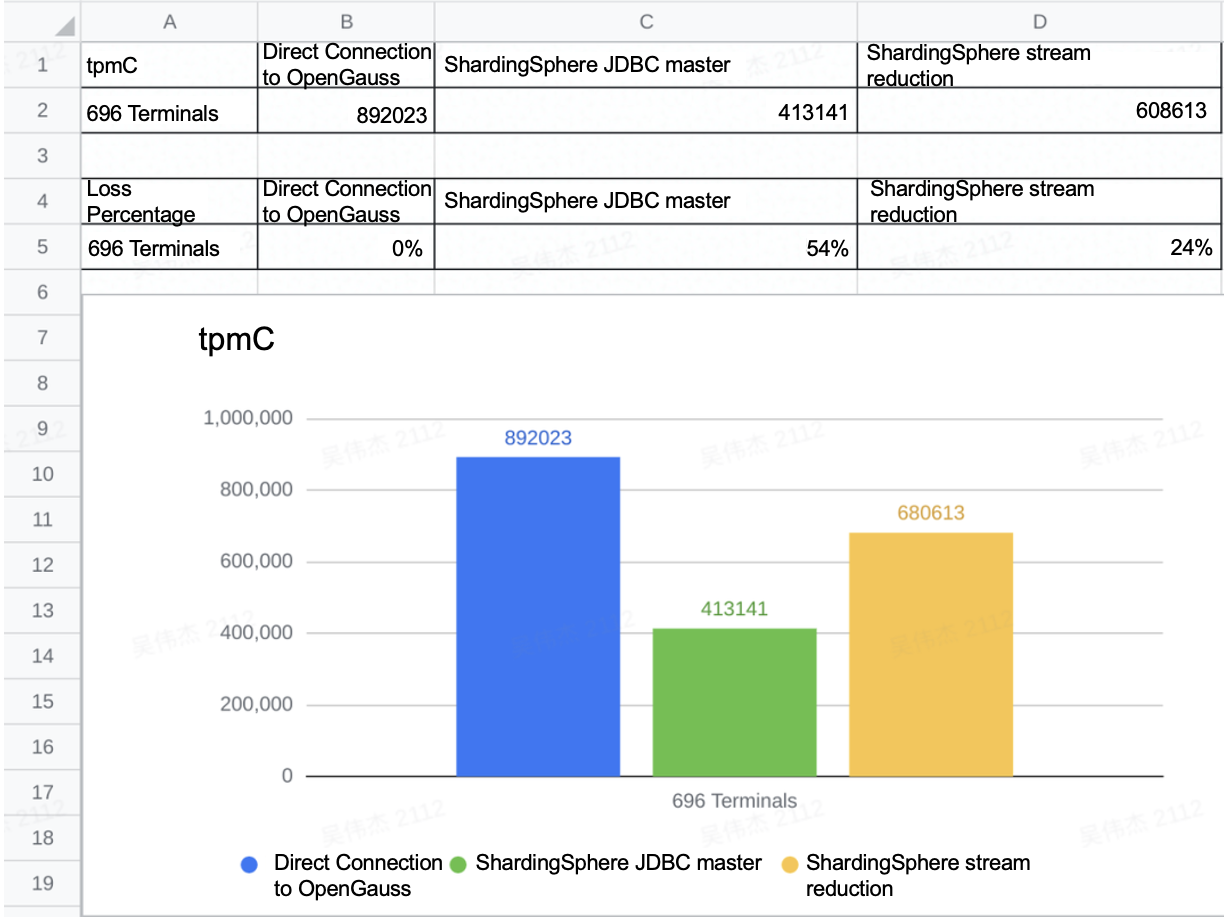 A B C D
1 tpmC Direct Connection to OpenGauss ShardingSphere JDBC master ShardingSphere stream reduction
2 696 Terminals 892023 413141 608613
3
4 Loss Percentage Direct Connection to OpenGauss ShardingSphere JDBC master ShardingSphere stream reduction
5 696 Terminals 0% 54% 24%
6
7
8
9
10
11
12
13
14
15
16
17
18
19
tpmC
1,000,000
800,000
600,000
400,000
200,000
0
892023
413141
680613
696 Terminals
Direct Connection to OpenGauss
ShardingSphere JDBC master
ShardingSphere stream reduction
吴伟杰 2112